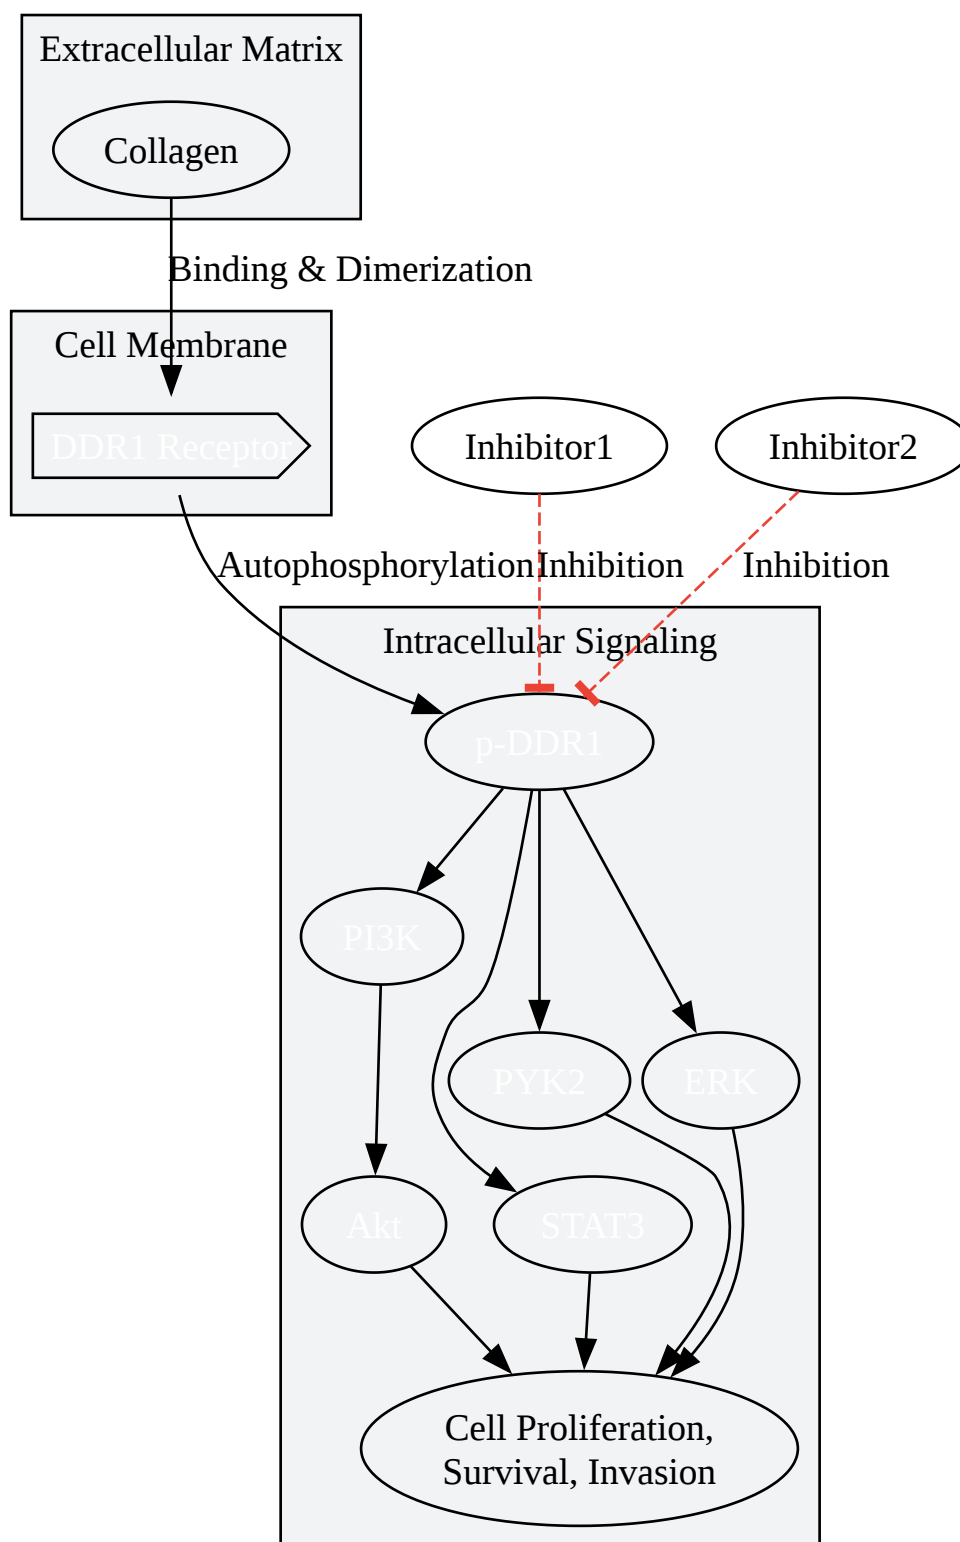 Extracellular Matrix
Collagen
Binding & Dimerization
Cell Membrane
DDR1 Receptor
Inhibitor1
Inhibitor2
Autophosphorylation
Inhibition
Inhibition
Intracellular Signaling
p-DDR1
PI3K
PYK2
ERK
Akt
STAT3
Cell Proliferation,
Survival, Invasion